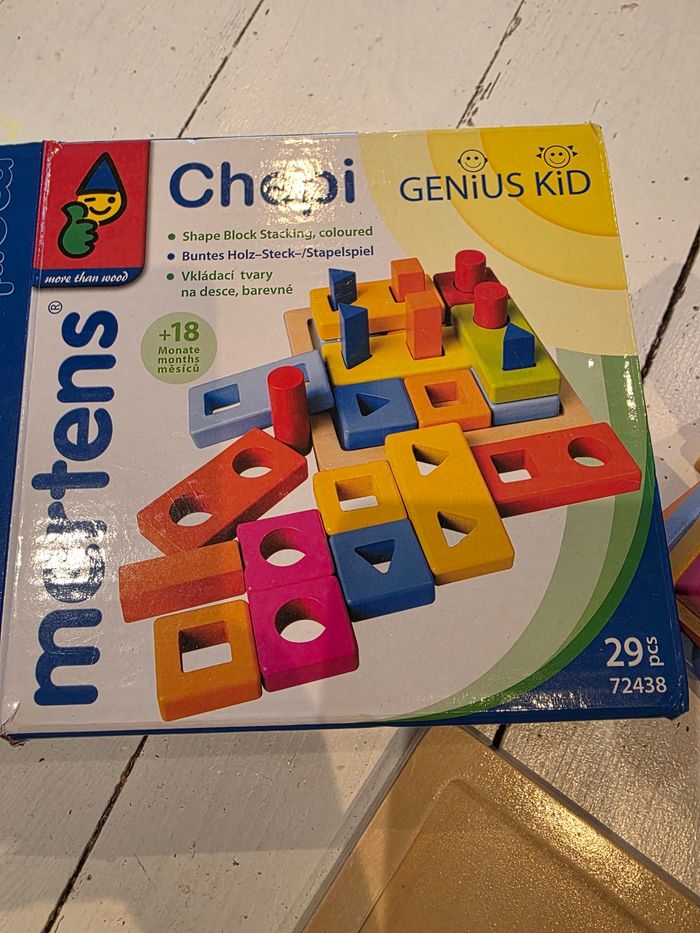 Chepi
GENiUS KiD
• Shape Block Stacking, coloured
• Buntes Holz–Steck–/Stapelspiel
• Vkládací tvary
na desce, barevné
more than wood
mertens®
+18
Monate
months
měsíců
29 pcs
72438